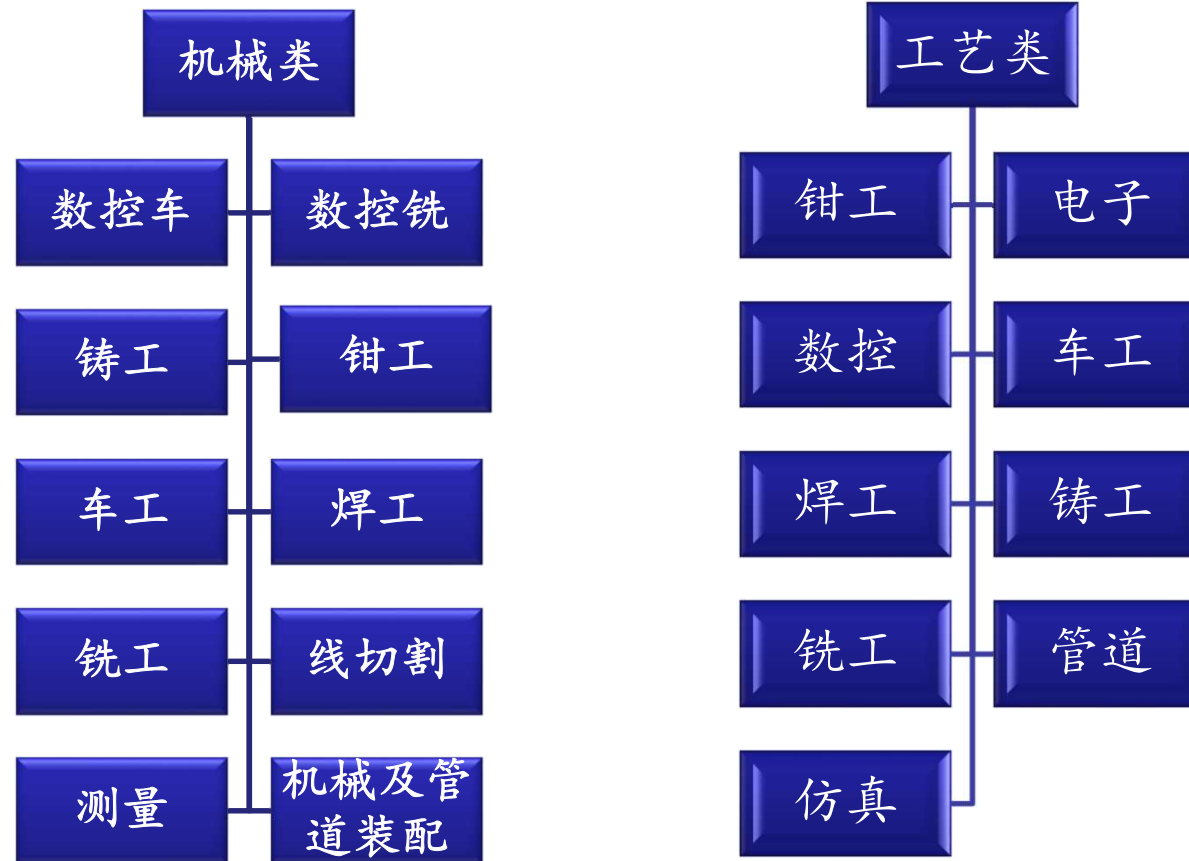 机械类
数控车
数控铣
铸工
钳工
车工
焊工
铣工
线切割
测量
机械及管
道装配
工艺类
钳工
电子
数控
车工
焊工
铸工
铣工
管道
仿真